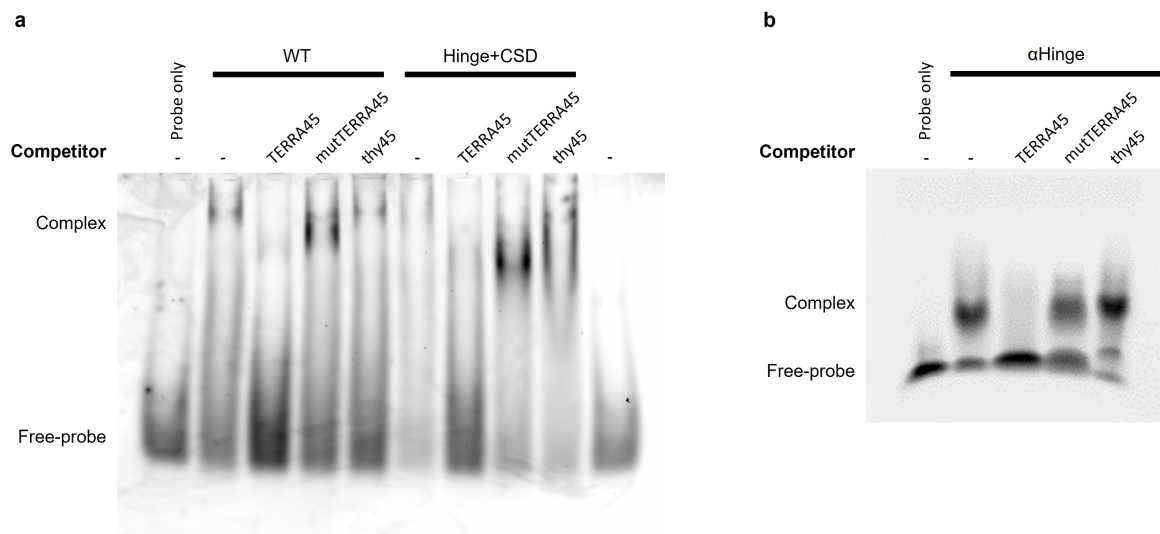 a
WT
Hinge+CSD
Probe only
TERRA45
mutTERRA45
thy45
TERRA45
mutTERRA45
thy45
Competitor
- - - -
Complex
Free-probe
b
αHinge
Probe only
TERRA45
mutTERRA45
thy45
Competitor
- -
Complex
Free-probe